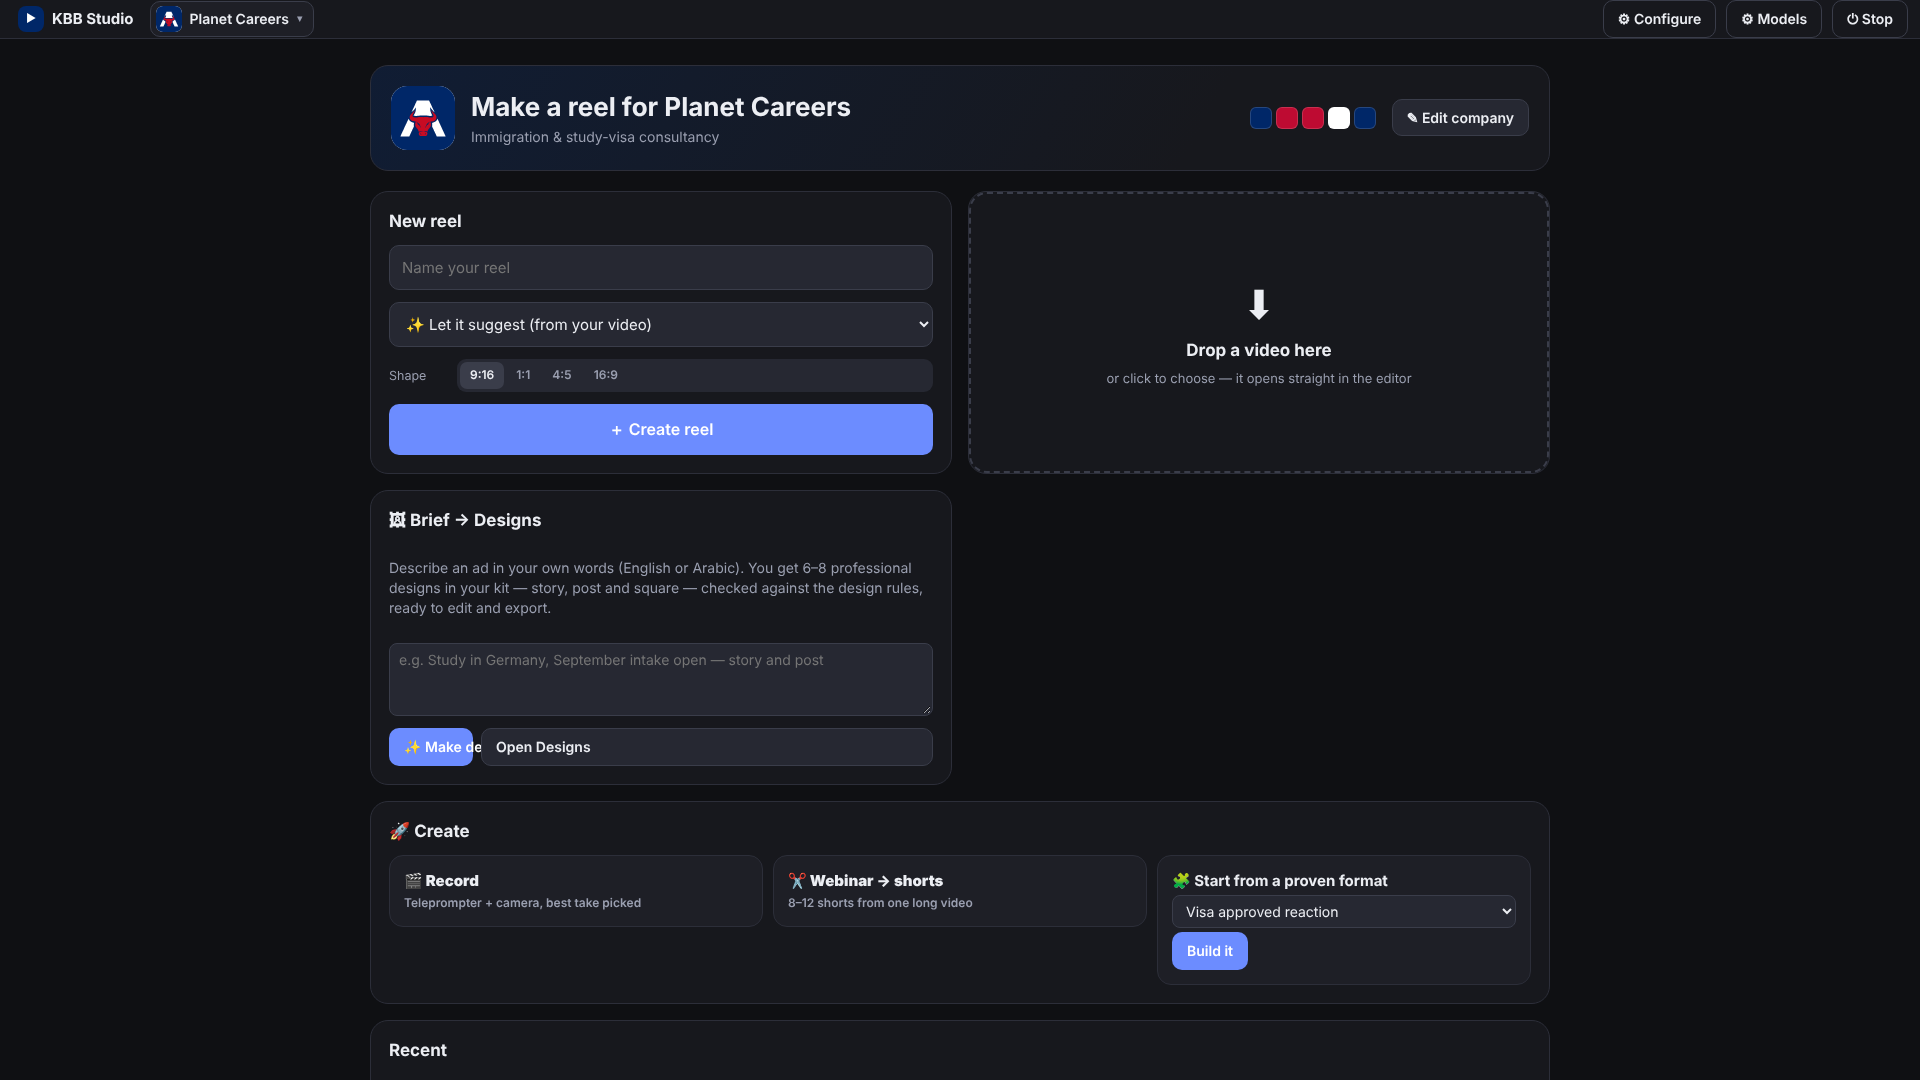 KBB Studio
Planet Careers
Configure
Models
Stop
Make a reel for Planet Careers
Immigration & study-visa consultancy
Edit company
New reel
Name your reel
Let it suggest (from your video)
Shape
9:16
1:1
4:5
16:9
+ Create reel
Drop a video here
or click to choose — it opens straight in the editor
Brief → Designs
Describe an ad in your own words (English or Arabic). You get 6–8 professional
designs in your kit — story, post and square — checked against the design rules,
ready to edit and export.
e.g. Study in Germany, September intake open — story and post
Make de
Open Designs
Create
Record
Teleprompter + camera, best take picked
Webinar → shorts
8–12 shorts from one long video
Start from a proven format
Visa approved reaction
Build it
Recent